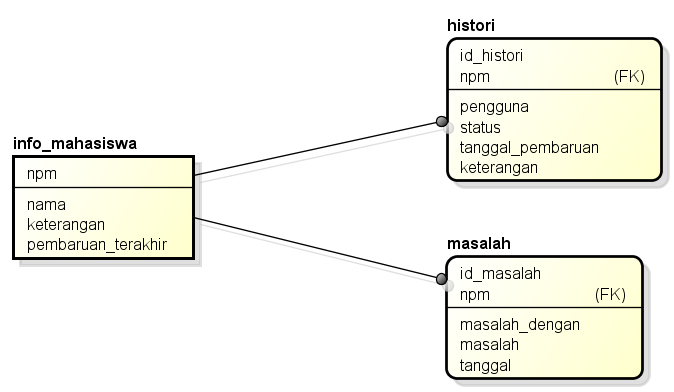 info_mahasiswa
npm
nama
keterangan
pembaruan_terakhir
histori
id_histori
npm (FK)
pengguna
status
tanggal_pembaruan
keterangan
masalah
id_masalah
npm (FK)
masalah_dengan
masalah
tanggal